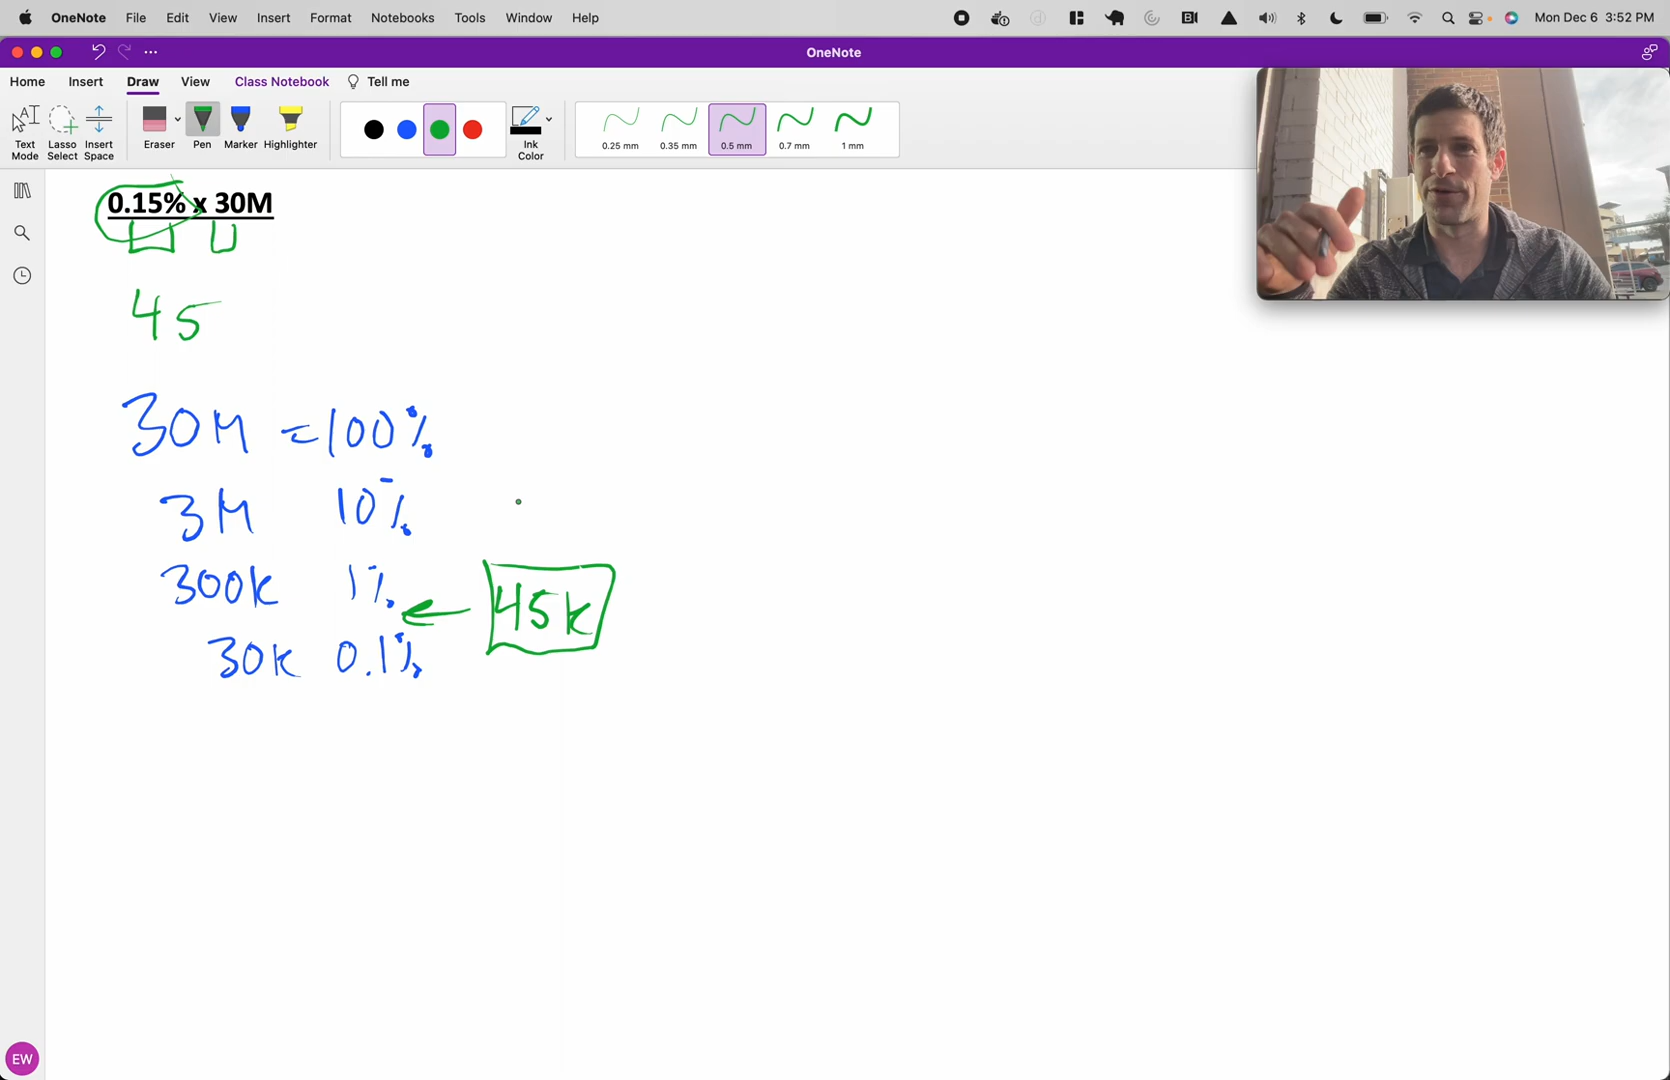 OneNote File Edit View Insert Format Notebooks Tools Window Help Mon Dec 6 3:52 PM
OneNote
Home Insert Draw View Class Notebook Tell me
Text Mode Lasso Select Insert Space Eraser Pen Marker Highlighter Ink Color 0.25 mm 0.35 mm 0.5 mm 0.7 mm 1 mm
0.15% x 30M
45
30M = 100%
3M 10%
300k 1%
45k
30k 0.1%
EW